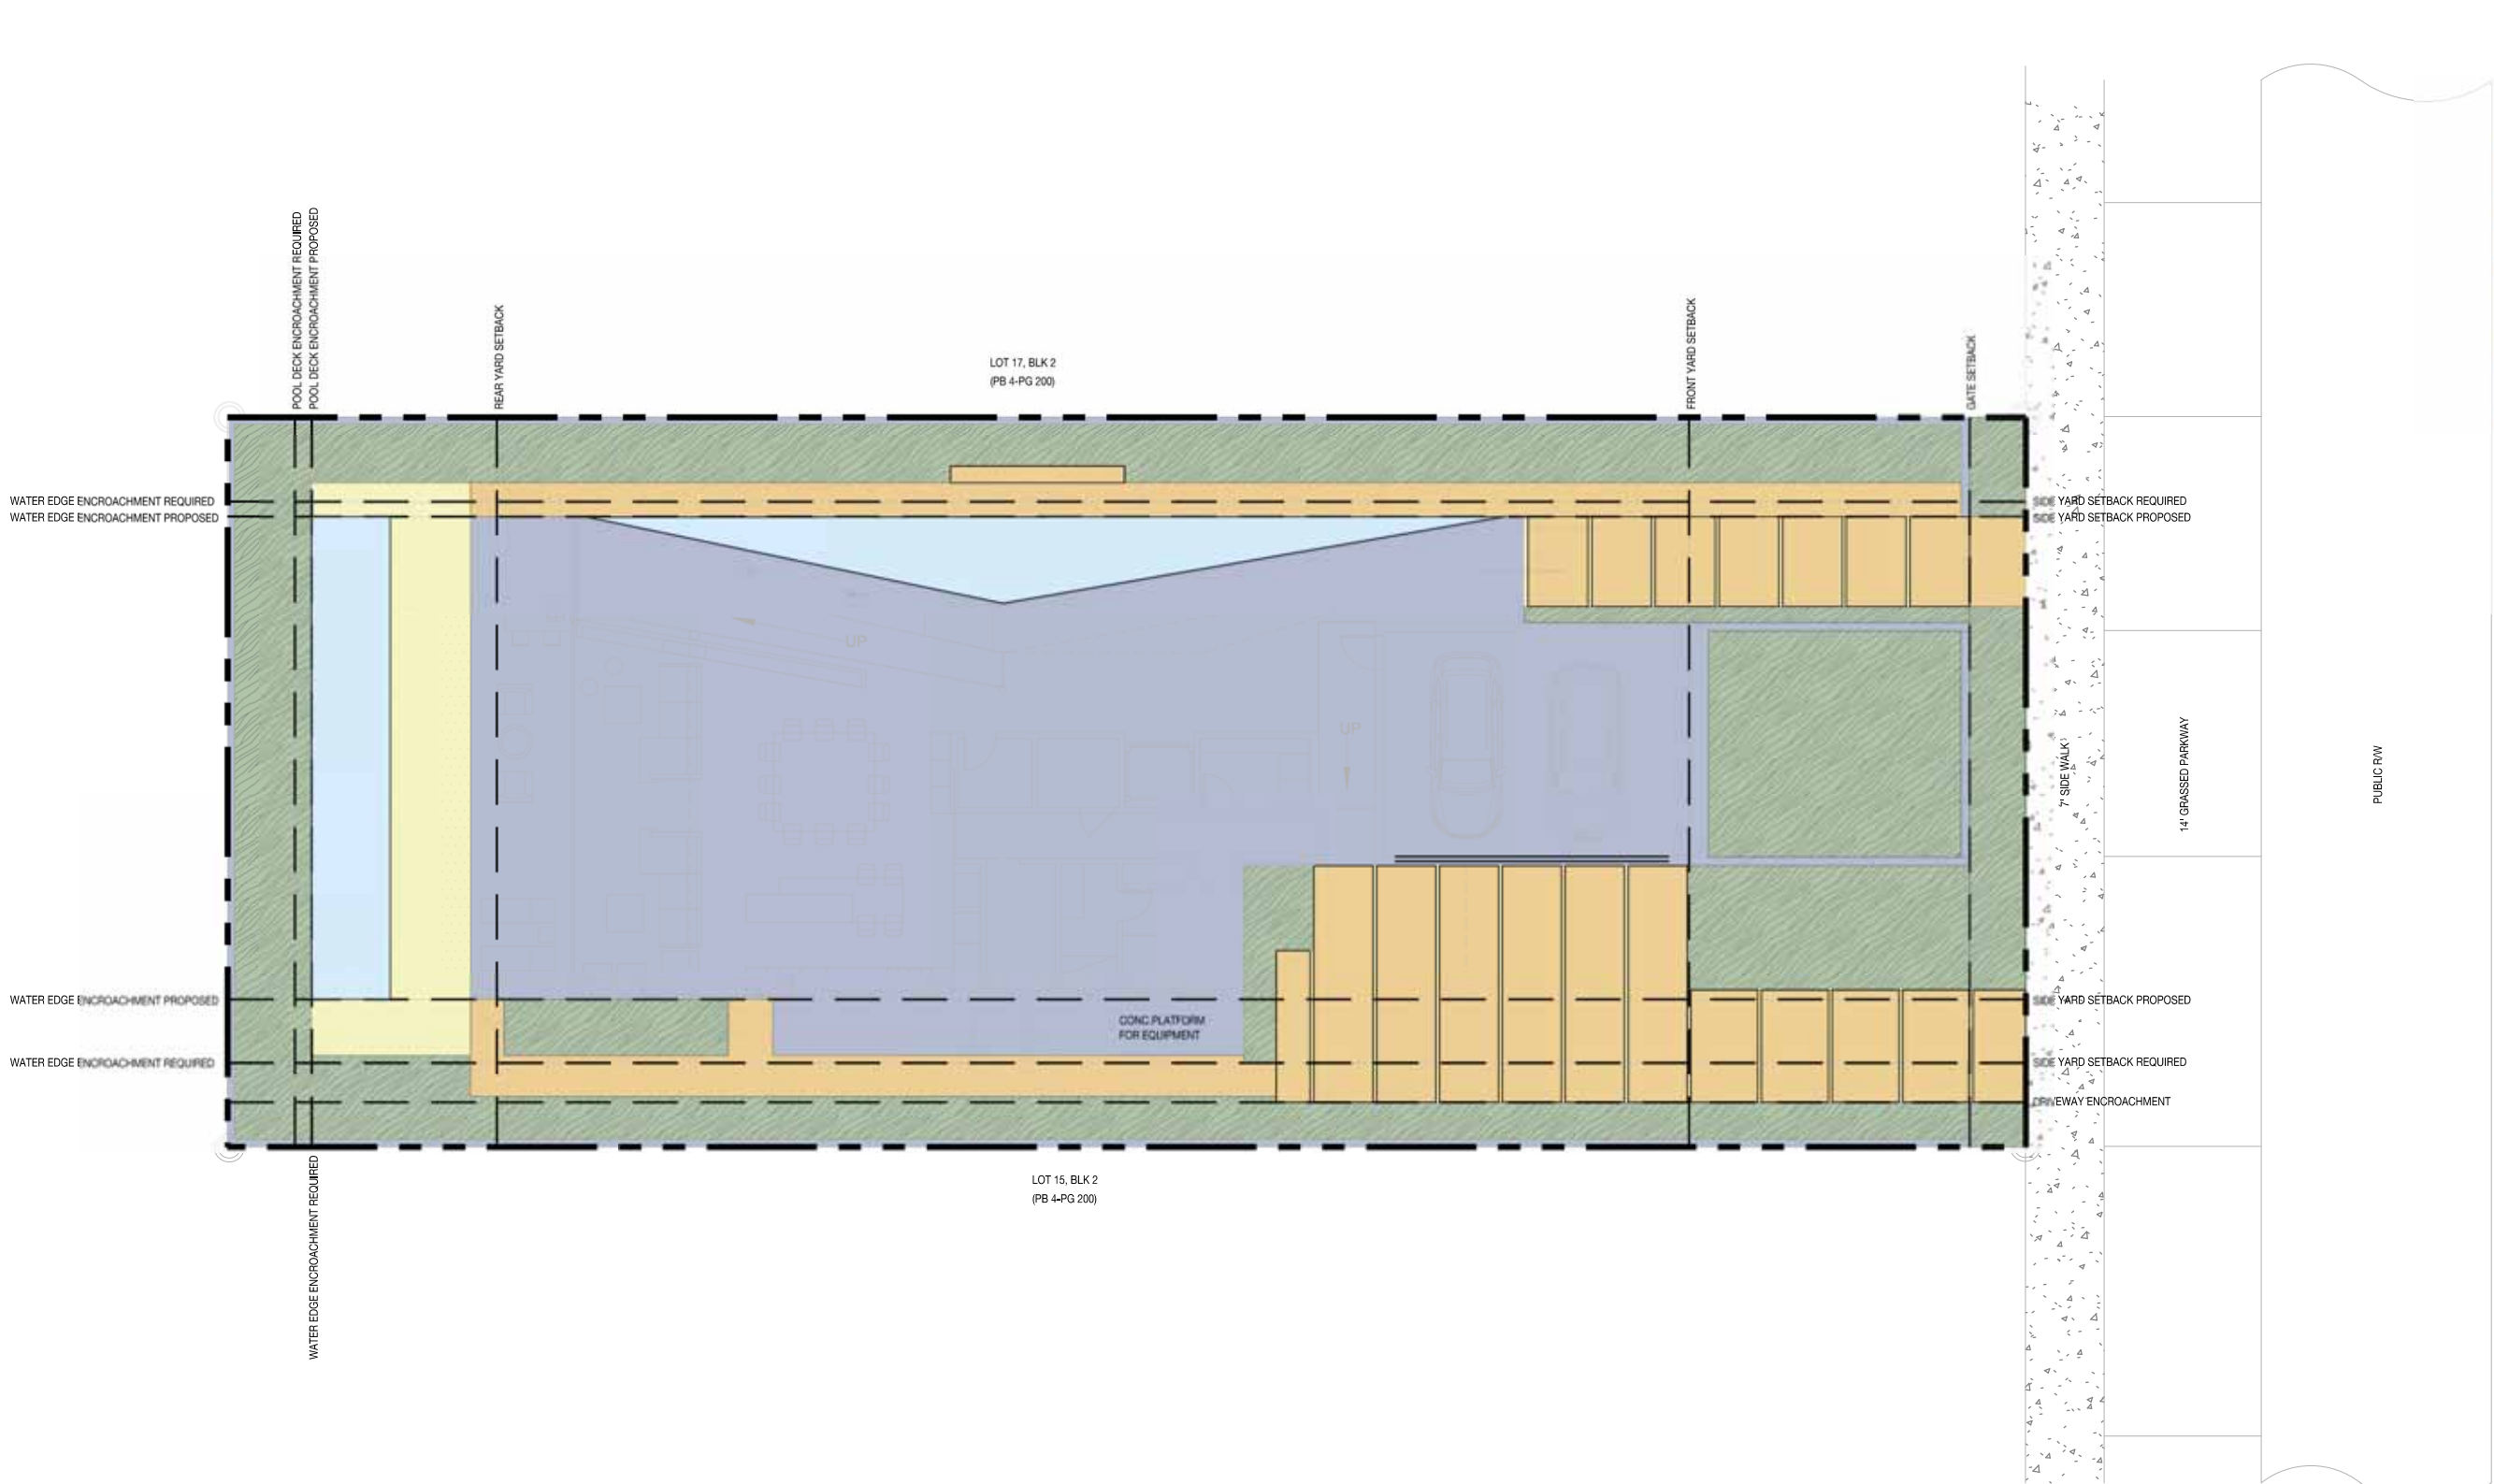 POOL DECK ENCROACHMENT REQUIRED
POOL DECK ENCROACHMENT PROPOSED
REAR YARD SETBACK
LOT 17, BLK 2
(PB 4-PG 200)
FRONT YARD SETBACK
GATE SETBACK
WATER EDGE ENCROACHMENT REQUIRED
WATER EDGE ENCROACHMENT PROPOSED
SIDE YARD SETBACK REQUIRED
SIDE YARD SETBACK PROPOSED
UP
UP
7' SIDE WALK
14' GRASSED PARKWAY
PUBLIC R/W
WATER EDGE ENCROACHMENT PROPOSED
SIDE YARD SETBACK PROPOSED
CONC.PLATFORM
FOR EQUIPMENT
WATER EDGE ENCROACHMENT REQUIRED
SIDE YARD SETBACK REQUIRED
DRIVEWAY ENCROACHMENT
WATER EDGE ENCROACHMENT REQUIRED
LOT 15, BLK 2
(PB 4-PG 200)